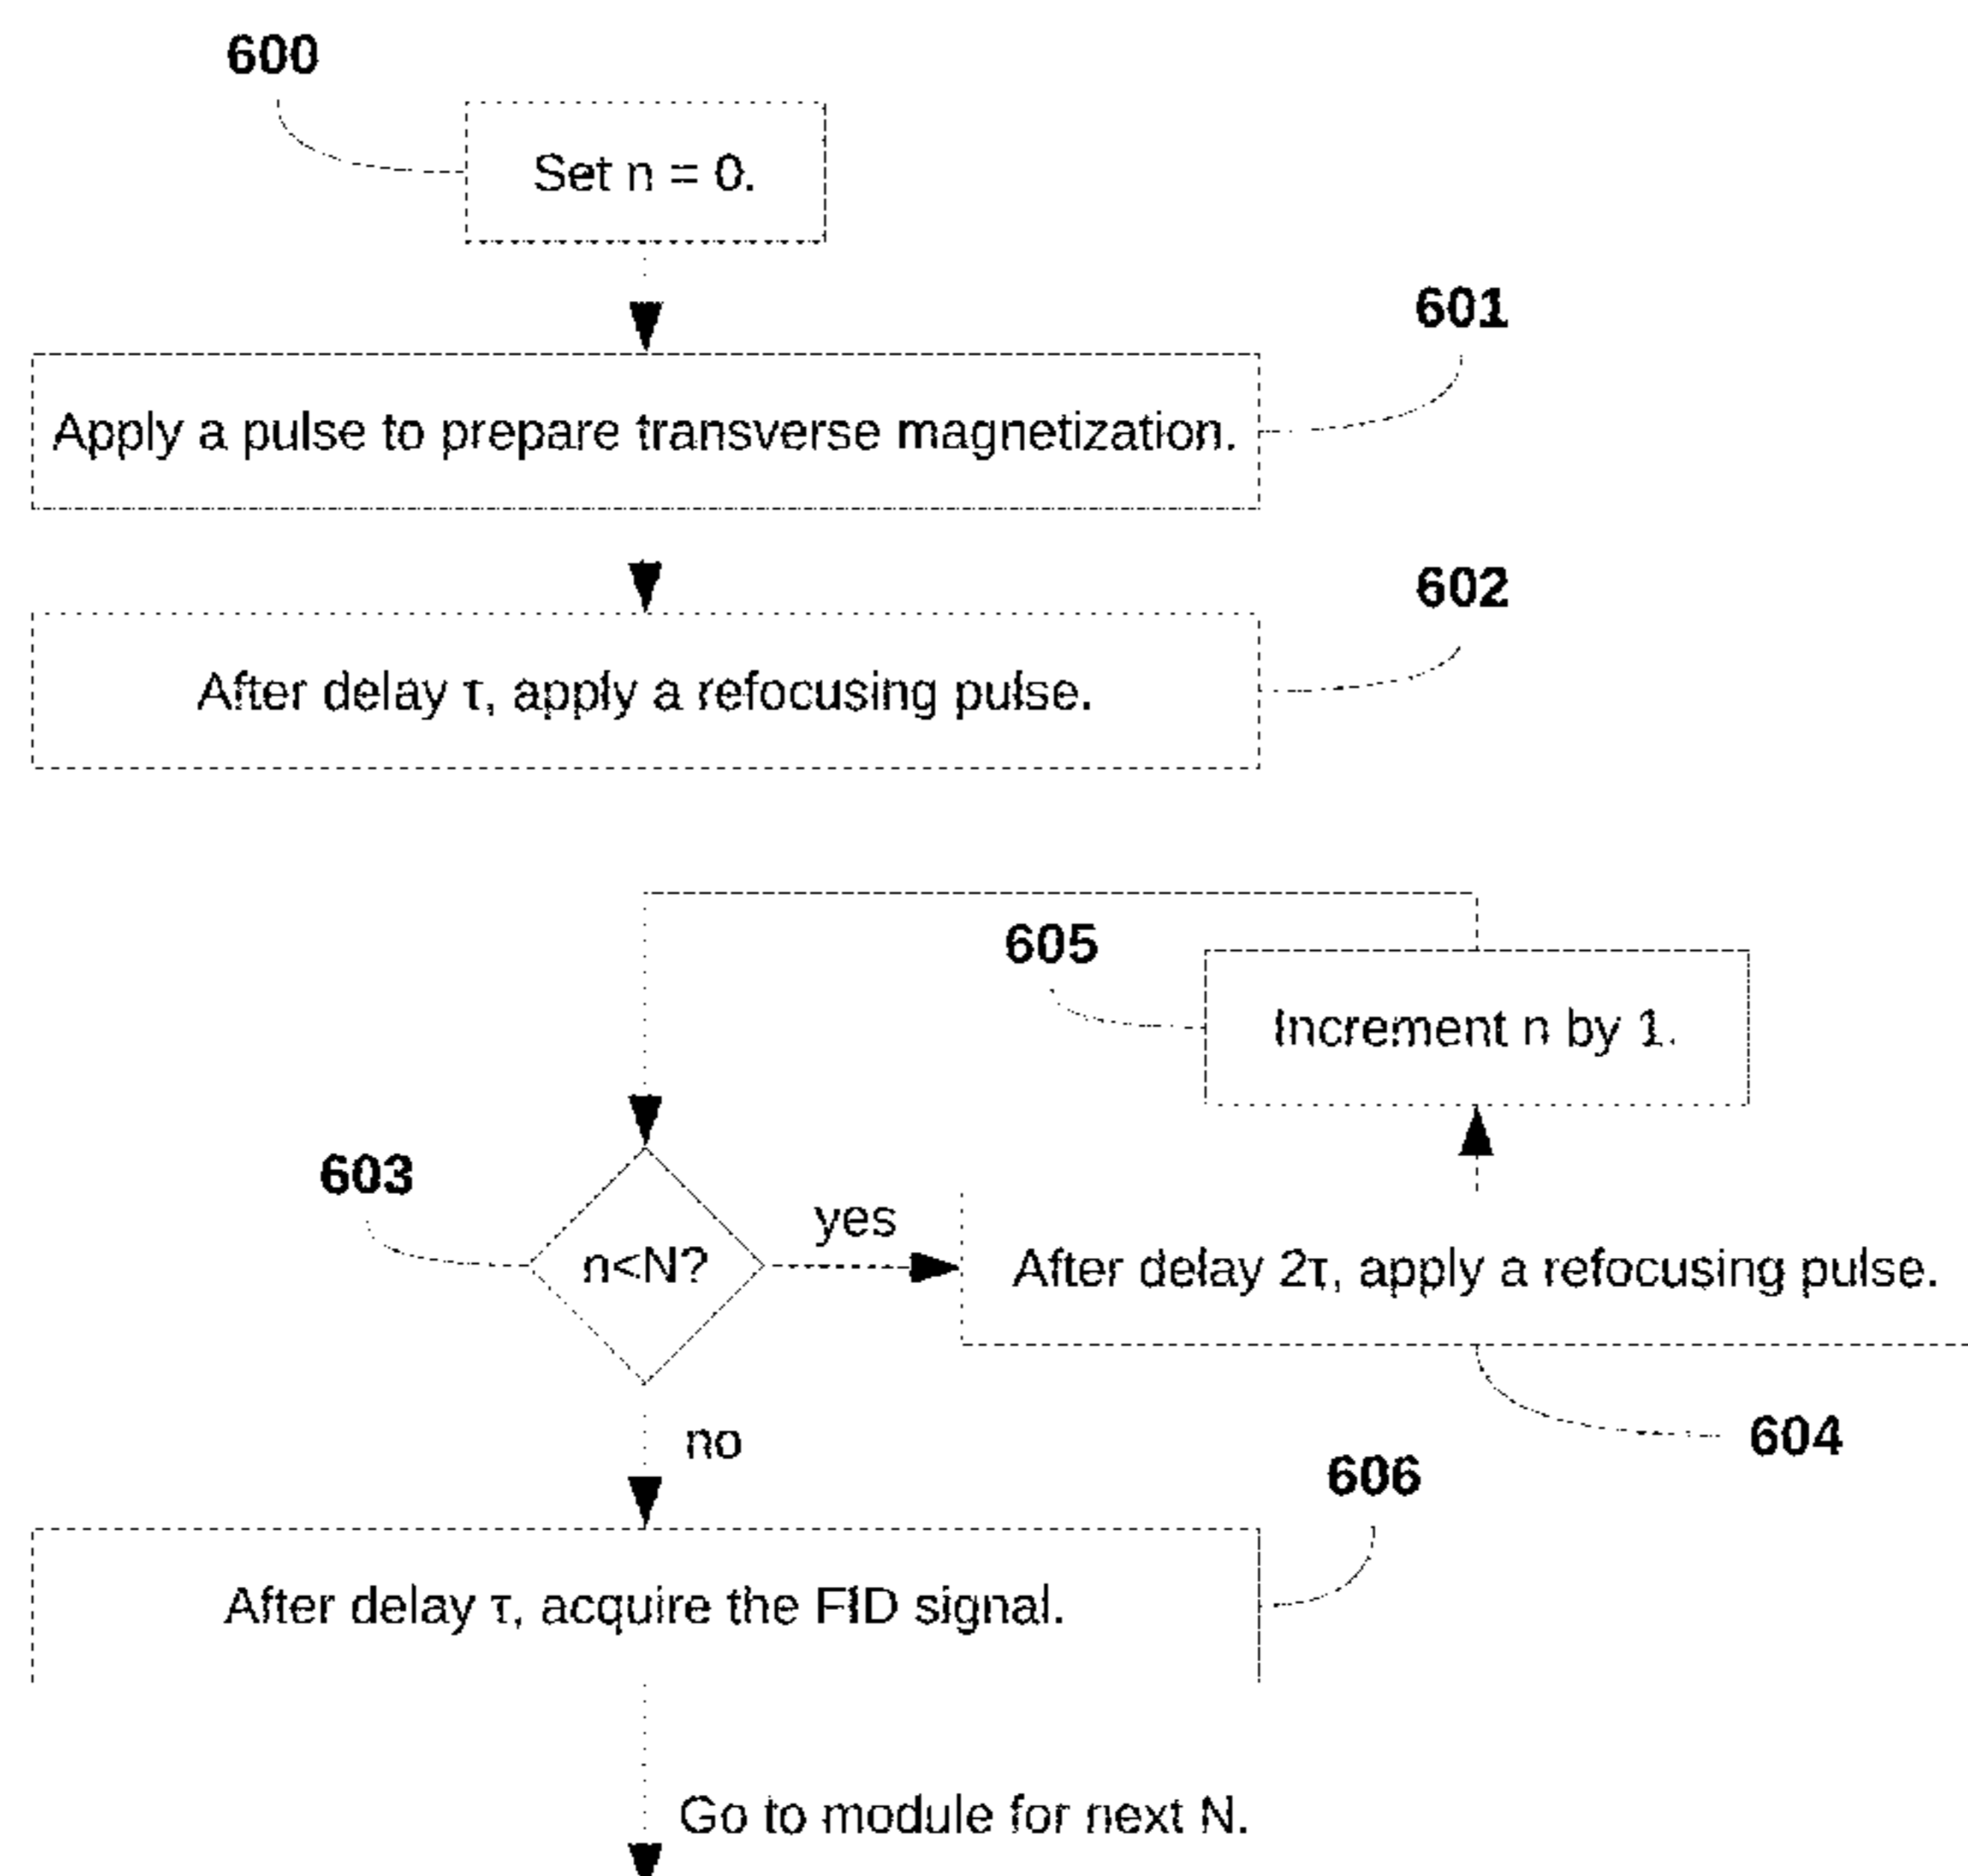 600
Set n = 0.
601
Apply a pulse to prepare transverse magnetization.
602
After delay τ, apply a refocusing pulse.
605
Increment n by 1.
603
n<N?
yes
After delay 2τ, apply a refocusing pulse.
no
604
606
After delay τ, acquire the FID signal.
Go to module for next N.